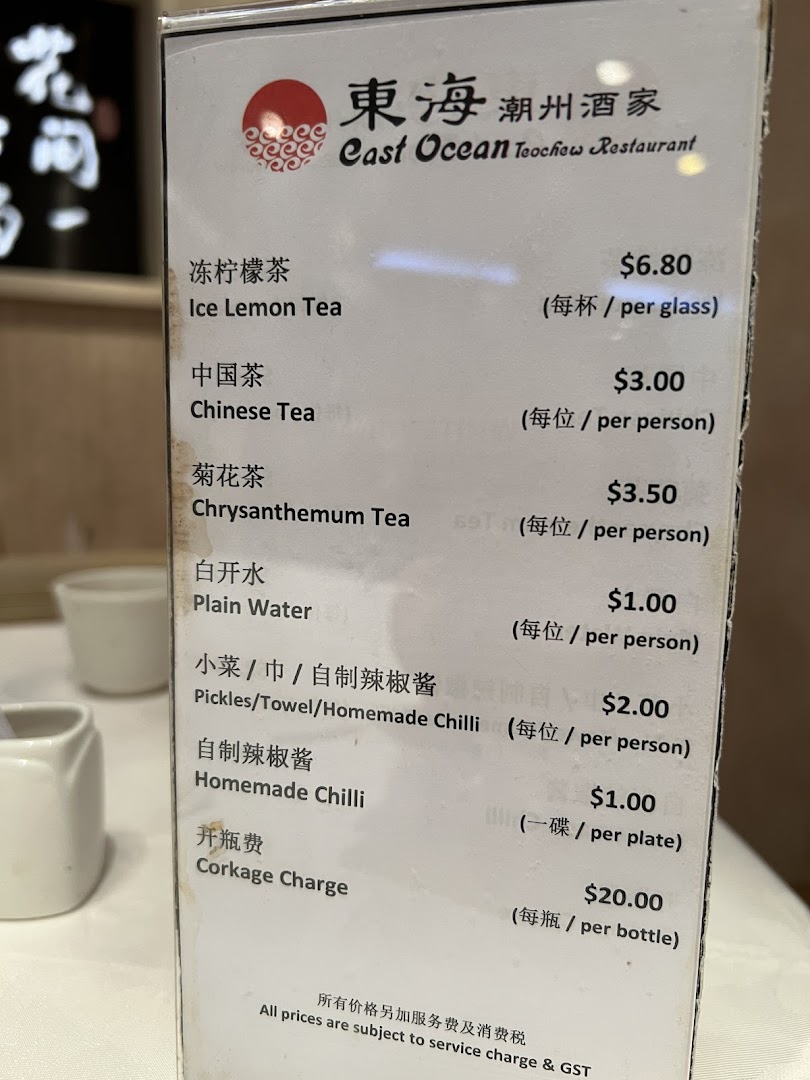 東海 潮州酒家
East Ocean Teochew Restaurant
冻柠檬茶 $6.80
Ice Lemon Tea (每杯 / per glass)
中国茶 $3.00
Chinese Tea (每位 / per person)
菊花茶 $3.50
Chrysanthemum Tea (每位 / per person)
白开水 $1.00
Plain Water (每位 / per person)
小菜 / 巾 / 自制辣椒酱 $2.00
Pickles/Towel/Homemade Chilli (每位 / per person)
自制辣椒酱 $1.00
Homemade Chilli (一碟 / per plate)
开瓶费 $20.00
Corkage Charge (每瓶 / per bottle)
所有价格另加服务费及消费税
All prices are subject to service charge & GST
花间一